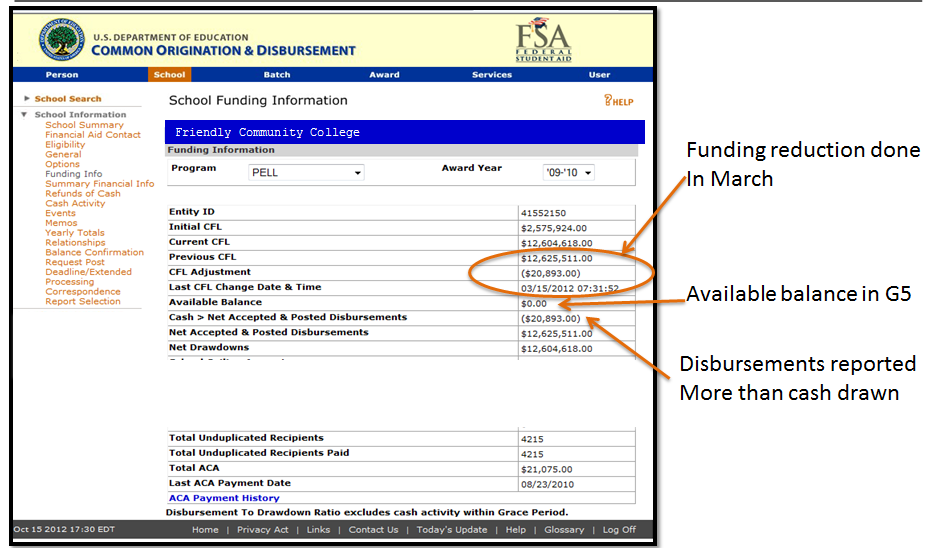 U.S. DEPARTMENT OF EDUCATION
COMMON ORIGINATION & DISBURSEMENT
FSA
FEDERAL
STUDENT AID
Person School Batch Award Services User
School Search
School Information
School Summary
Financial Aid Contact
Eligibility
General
Options
Funding Info
Summary Financial Info
Refunds of Cash
Cash Activity
Events
Memos
Yearly Totals
Relationships
Balance Confirmation
Request Post
Deadline/Extended
Processing
Correspondence
Report Selection
School Funding Information
?HELP
Friendly Community College
Funding Information
Program PELL Award Year '09-'10
Entity ID 41552150
Initial CFL $2,575,924.00
Current CFL $12,604,618.00
Previous CFL $12,625,511.00
CFL Adjustment ($20,893.00)
Last CFL Change Date & Time 03/15/2012 07:31:52
Available Balance $0.00
Cash > Net Accepted & Posted Disbursements ($20,893.00)
Net Accepted & Posted Disbursements $12,625,511.00
Net Drawdowns $12,604,618.00
Total Unduplicated Recipients 4215
Total Unduplicated Recipients Paid 4215
Total ACA $21,075.00
Last ACA Payment Date 08/23/2010
ACA Payment History
Disbursement To Drawdown Ratio excludes cash activity within Grace Period.
Oct 15 2012 17:30 EDT Home | Privacy Act | Links | Contact Us | Today's Update | Help | Glossary | Log Off
Funding reduction done
In March
Available balance in G5
Disbursements reported
More than cash drawn